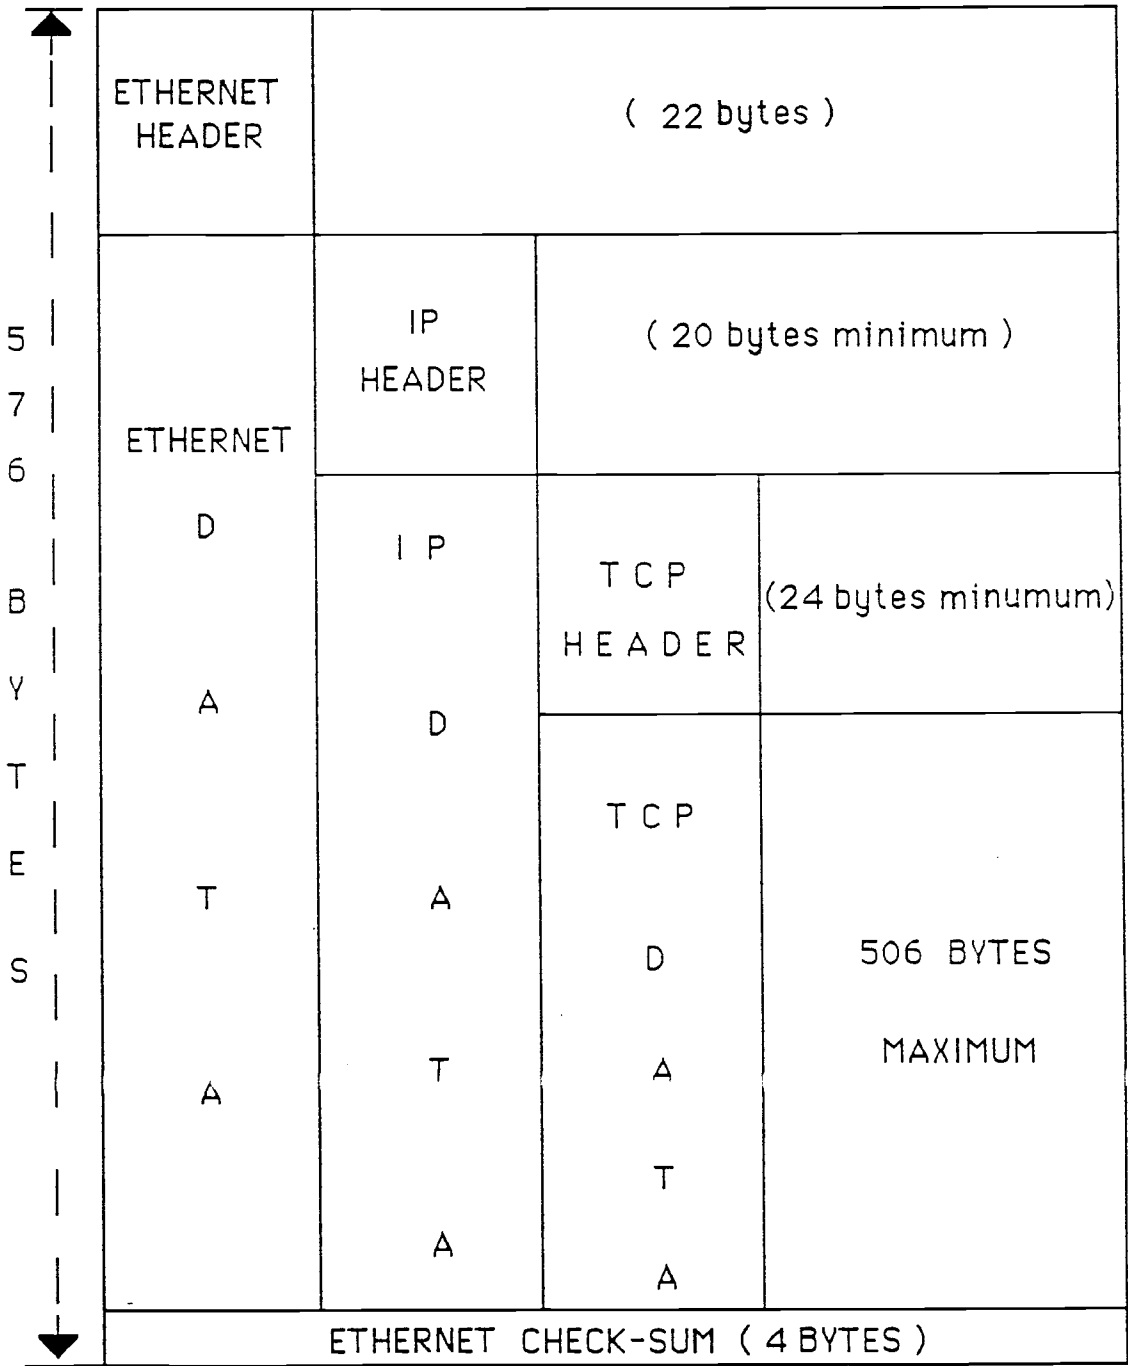 ETHERNET
HEADER
( 22 bytes )
5
7
6
B
Y
T
E
S
ETHERNET
D
A
T
A
IP
HEADER
( 20 bytes minimum )
I P
D
A
T
A
T C P
H E A D E R
(24 bytes minumum)
T C P
D
A
T
A
506 BYTES
MAXIMUM
ETHERNET CHECK-SUM ( 4 BYTES )